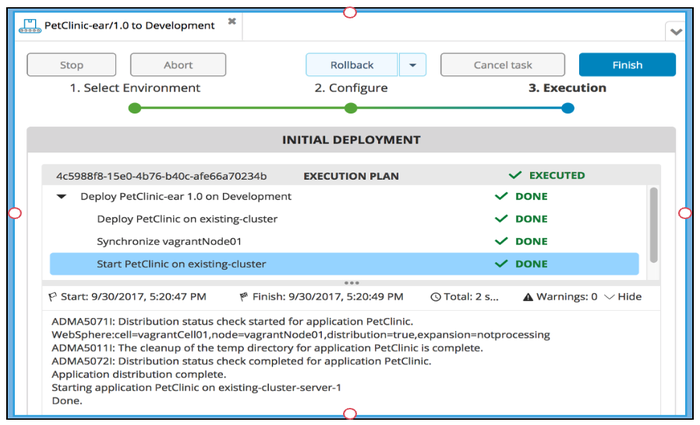 PetClinic-ear/1.0 to Development
Stop Abort Rollback Cancel task Finish
1. Select Environment 2. Configure 3. Execution
INITIAL DEPLOYMENT
4c5988f8-15e0-4b76-b40c-afe66a70234b EXECUTION PLAN EXECUTED
Deploy PetClinic-ear 1.0 on Development DONE
Deploy PetClinic on existing-cluster DONE
Synchronize vagrantNode01 DONE
Start PetClinic on existing-cluster DONE
Start: 9/30/2017, 5:20:47 PM Finish: 9/30/2017, 5:20:49 PM Total: 2 s... Warnings: 0 Hide
ADMA5071I: Distribution status check started for application PetClinic.
WebSphere:cell=vagrantCell01,node=vagrantNode01,distribution=true,expansion=notprocessing
ADMA5011I: The cleanup of the temp directory for application PetClinic is complete.
ADMA5072I: Distribution status check completed for application PetClinic.
Application distribution complete.
Starting application PetClinic on existing-cluster-server-1
Done.